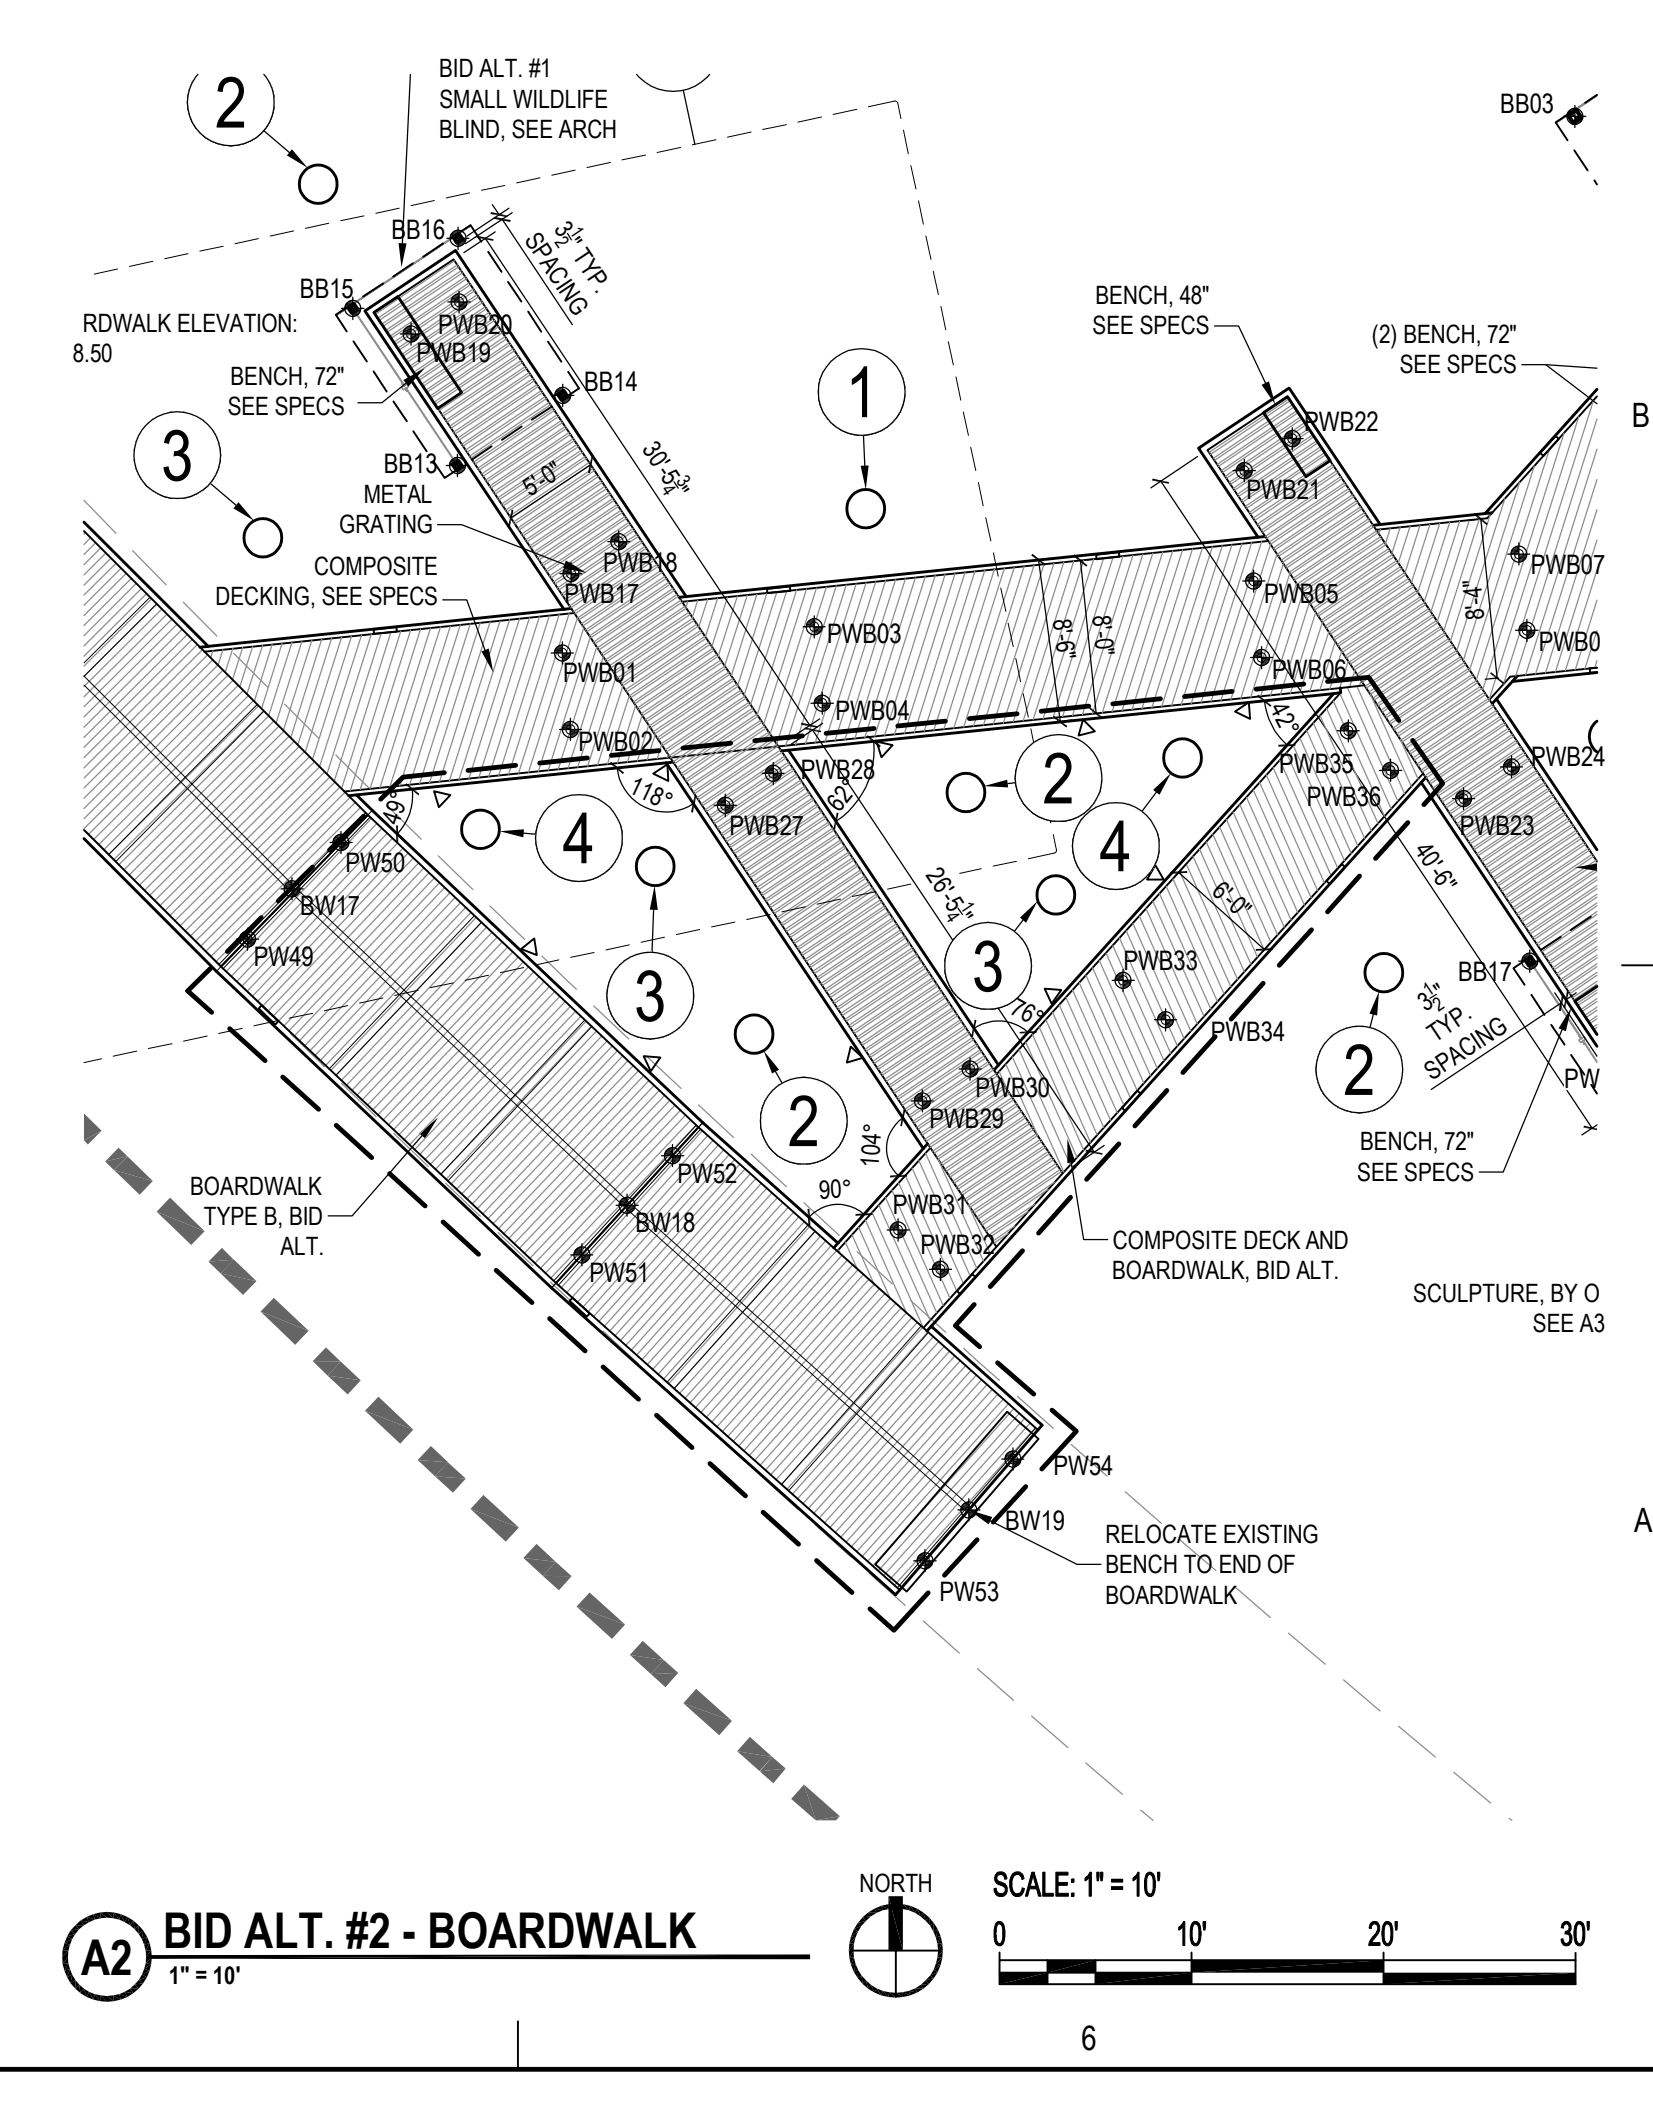 BID ALT. #1
SMALL WILDLIFE
BLIND, SEE ARCH
2
BB03
BB16
3½" TYP.
SPACING
BB15
RDWALK ELEVATION:
8.50
PWB20
PWB19
BENCH, 72"
SEE SPECS
BB14
BENCH, 48"
SEE SPECS
(2) BENCH, 72"
SEE SPECS
1
B
PWB22
3
BB13
METAL
GRATING
5'-0"
30'-5¾"
PWB21
COMPOSITE
DECKING, SEE SPECS
PWB18
PWB17
PWB07
PWB05
8'-4"
PWB03
8'-6"
8'-0"
PWB0
PWB01
PWB06
PWB04
PWB02
42°
PWB28
PWB35
PWB24
118°
62°
2
PWB36
49°
PWB27
PWB23
4
4
PW50
40'-6"
26'-5¼"
6'-0"
BW17
PW49
3
3
PWB33
BB17
3½"
TYP.
SPACING
76°
PWB34
2
PW
PWB30
PWB29
2
104°
BENCH, 72"
SEE SPECS
PW52
BOARDWALK
TYPE B, BID
ALT.
90°
PWB31
BW18
PWB32
COMPOSITE DECK AND
BOARDWALK, BID ALT.
PW51
SCULPTURE, BY O
SEE A3
PW54
A
BW19
RELOCATE EXISTING
BENCH TO END OF
BOARDWALK
PW53
NORTH
SCALE: 1" = 10'
A2
BID ALT. #2 - BOARDWALK
1" = 10'
0 10' 20' 30'
6